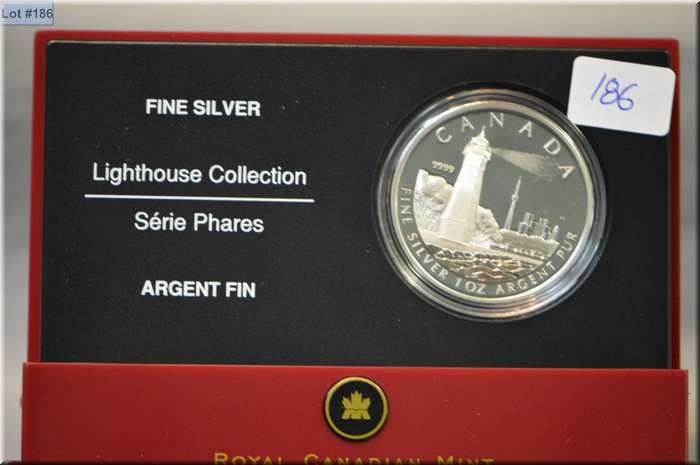 Lot #186
186
FINE SILVER
Lighthouse Collection
Série Phares
ARGENT FIN
CANADA
9999
FINE SILVER 1 OZ ARGENT PUR
ROYAL CANADIAN MINT